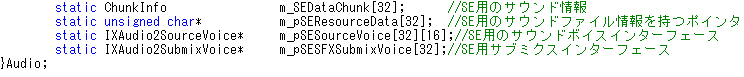 static ChunkInfo m_SEDataChunk[32]; //SE用のサウンド情報
static unsigned char* m_pSEResourceData[32]; //SE用のサウンドファイル情報を持つポインタ
static IXAudio2SourceVoice* m_pSESourceVoice[32][16];//SE用のサウンドボイスインターフェース
static IXAudio2SubmixVoice* m_pSESFXSubmixVoice[32];//SE用サブミクスインターフェース
}Audio;